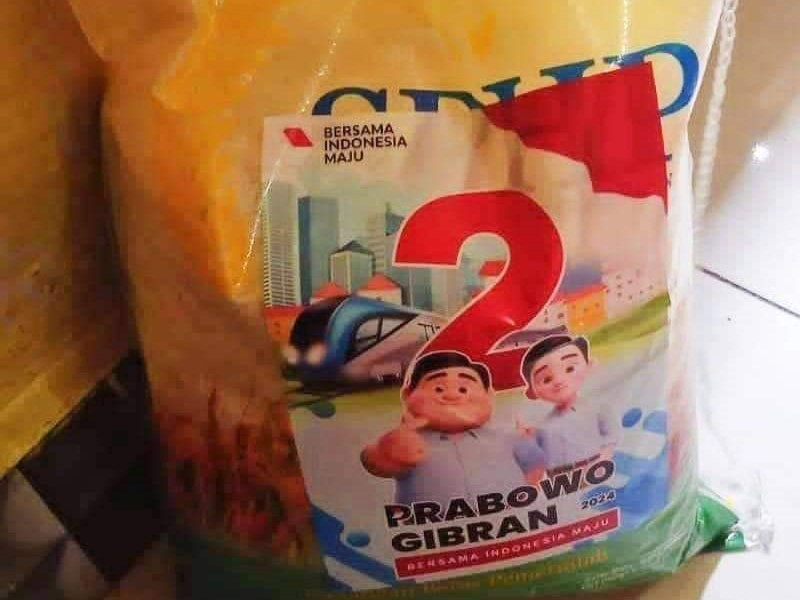 BERSAMA
INDONESIA
MAJU
2
PRABOWO
GIBRAN 2024
BERSAMA INDONESIA MAJU